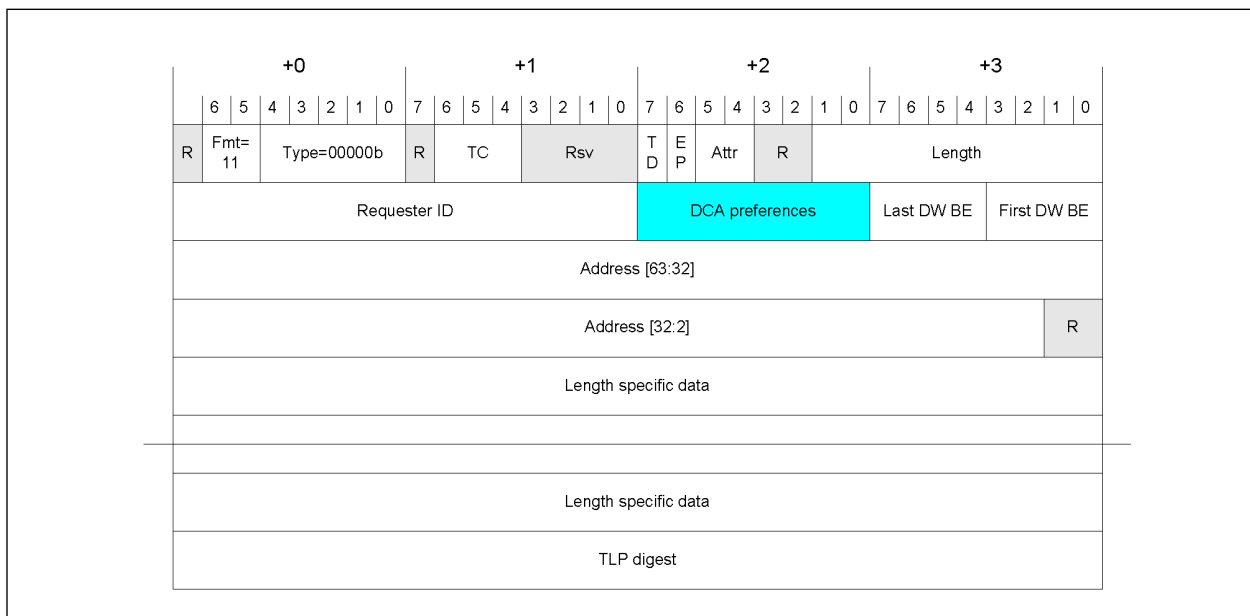 +0 +1 +2 +3
6 5 4 3 2 1 0 7 6 5 4 3 2 1 0 7 6 5 4 3 2 1 0 7 6 5 4 3 2 1 0
R Fmt= 11 Type=00000b R TC Rsv T D E P Attr R Length
Requester ID DCA preferences Last DW BE First DW BE
Address [63:32]
Address [32:2] R
Length specific data
Length specific data
TLP digest